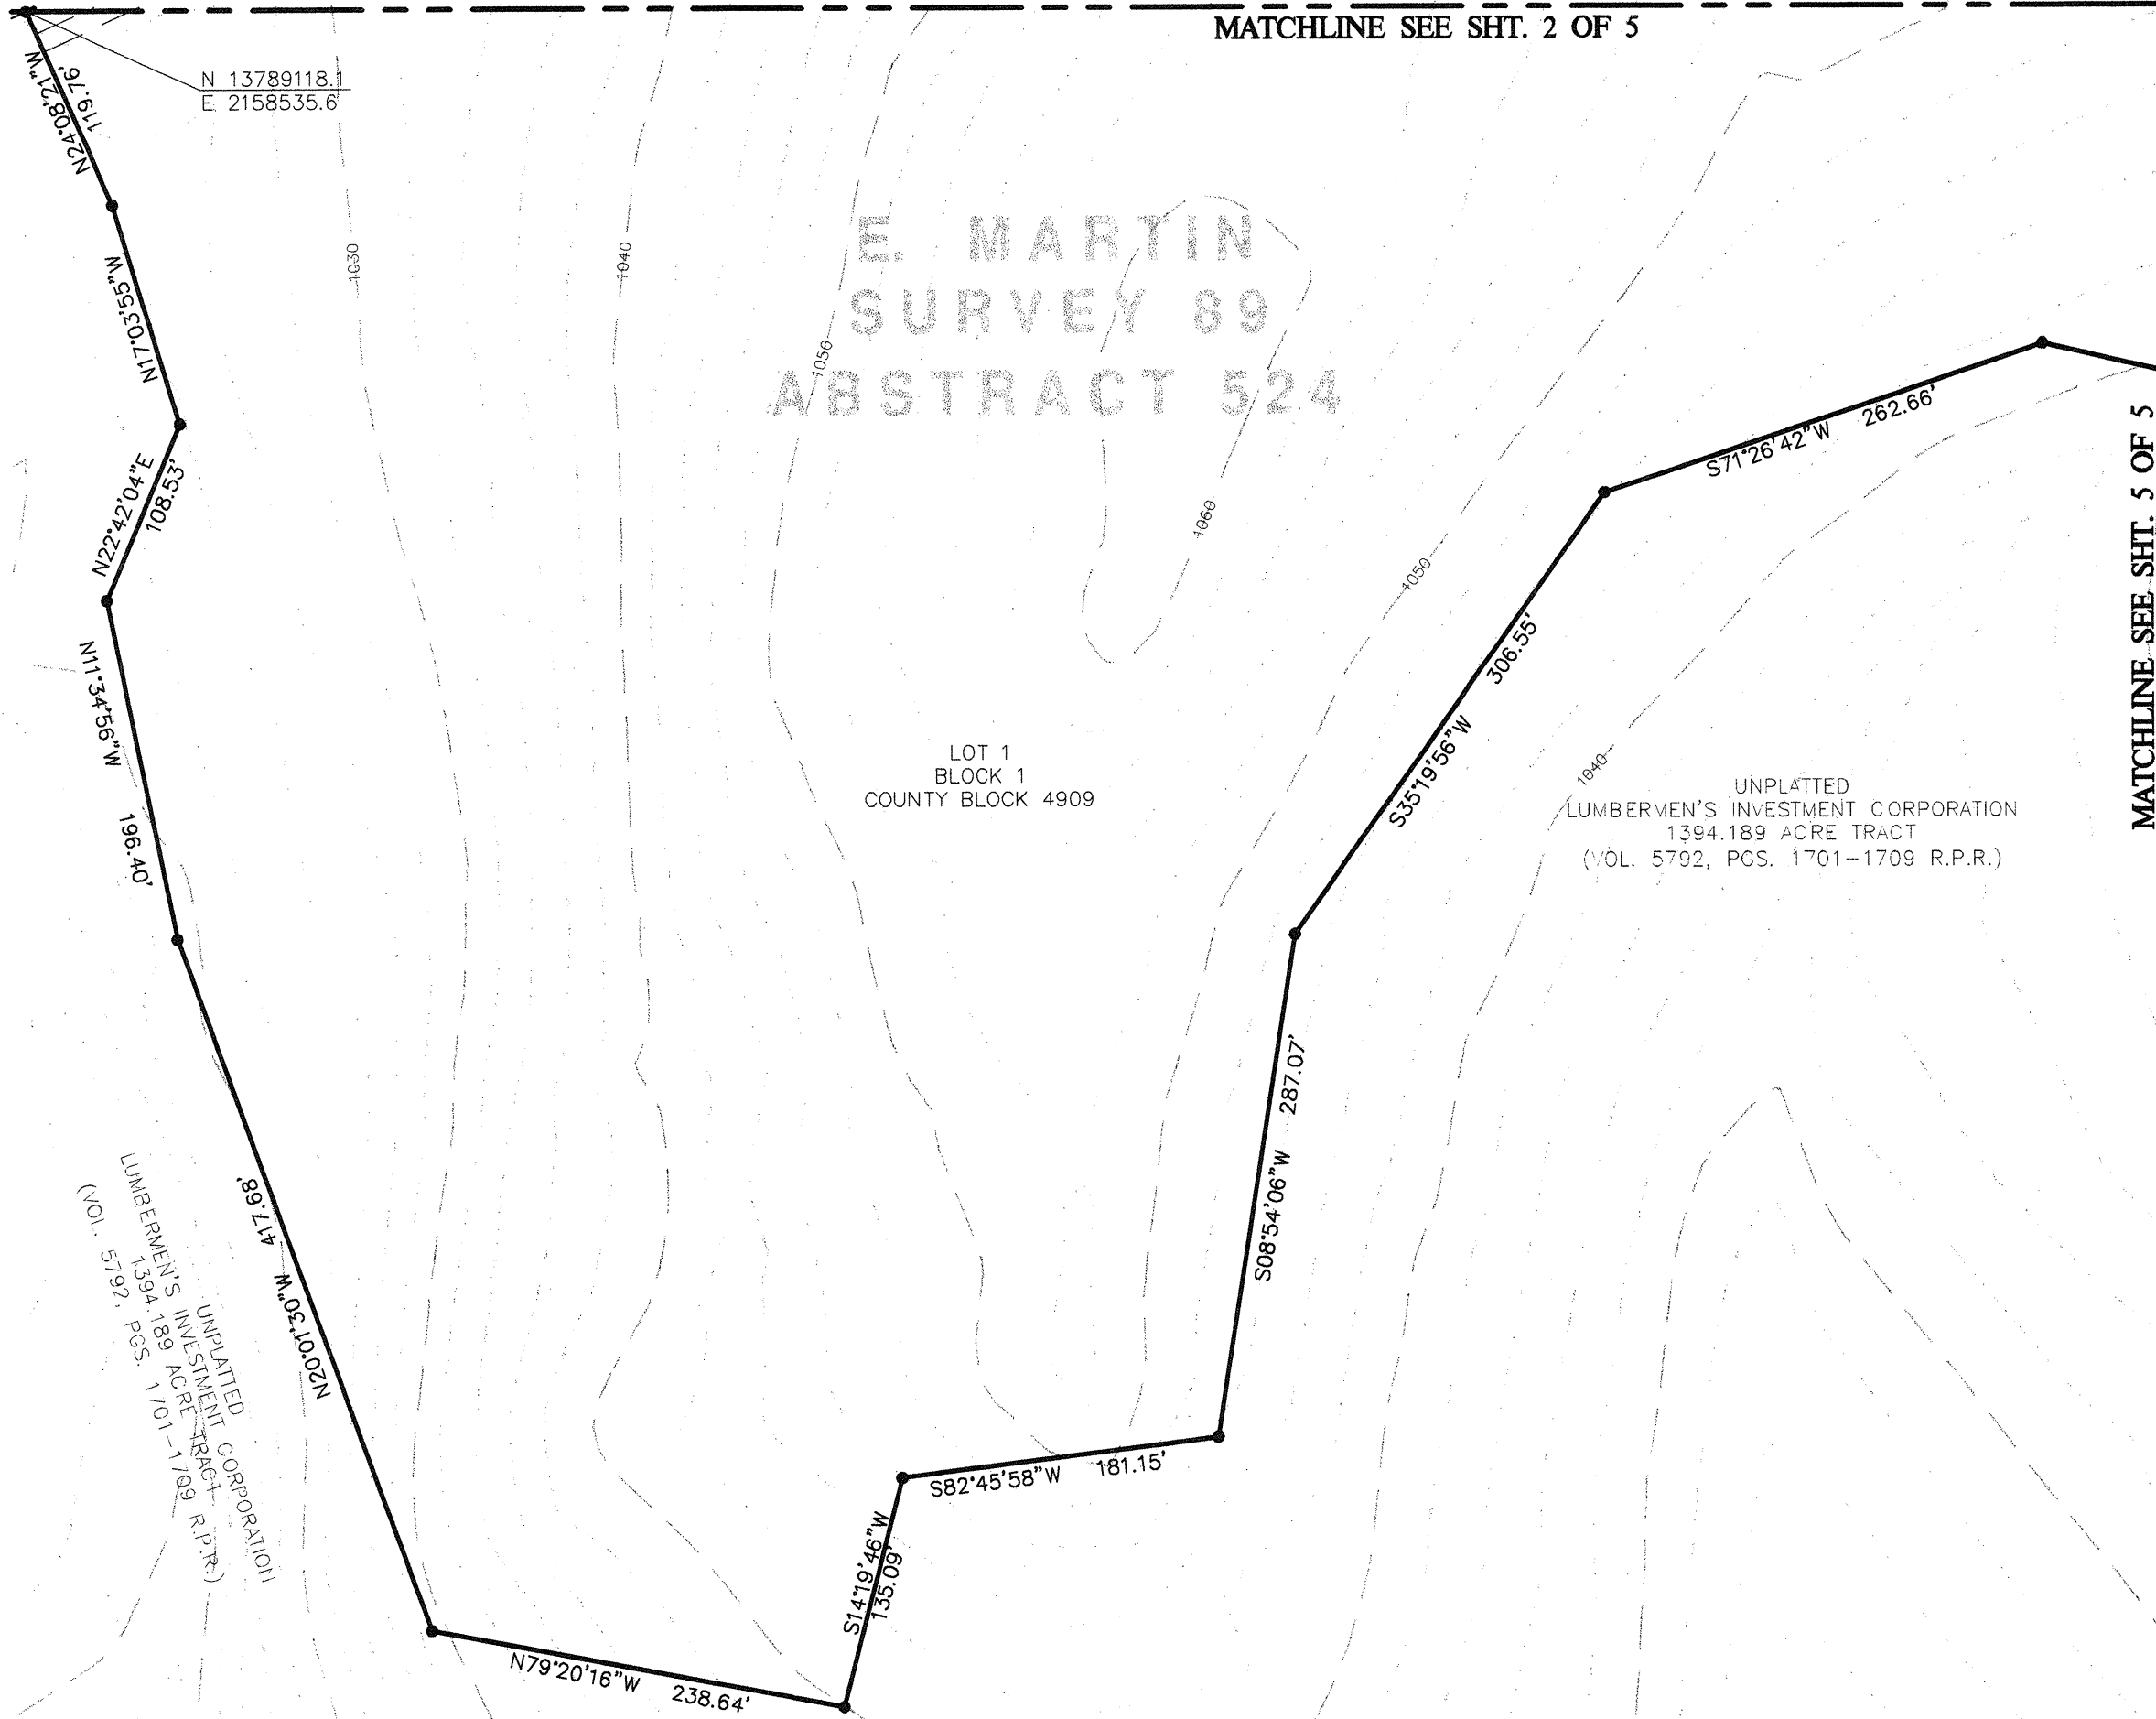 MATCHLINE SEE SHT. 2 OF 5
N 13789118.1
E 2158535.6
N24°08'21"W
119.76'
N17°03'55"W
N22°42'04"E
108.53'
N11°34'56"W 196.40'
N20°01'30"W 417.68'
N79°20'16"W 238.64'
S14°19'46"W
135.09'
S82°45'58"W 181.15'
S08°54'06"W 287.07'
S35°19'56"W 306.55'
S71°26'42"W 262.66'
E. MARTIN
SURVEY 89
ABSTRACT 524
1030
1040
1050
1060
1050
1040
LOT 1
BLOCK 1
COUNTY BLOCK 4909
UNPLATTED
LUMBERMEN'S INVESTMENT CORPORATION
1394.189 ACRE TRACT
(VOL. 5792, PGS. 1701-1709 R.P.R.)
UNPLATTED
LUMBERMEN'S INVESTMENT CORPORATION
1394.189 ACRE TRACT
(VOL. 5792, PGS. 1701-1709 R.P.R.)
MATCHLINE SEE SHT. 5 OF 5